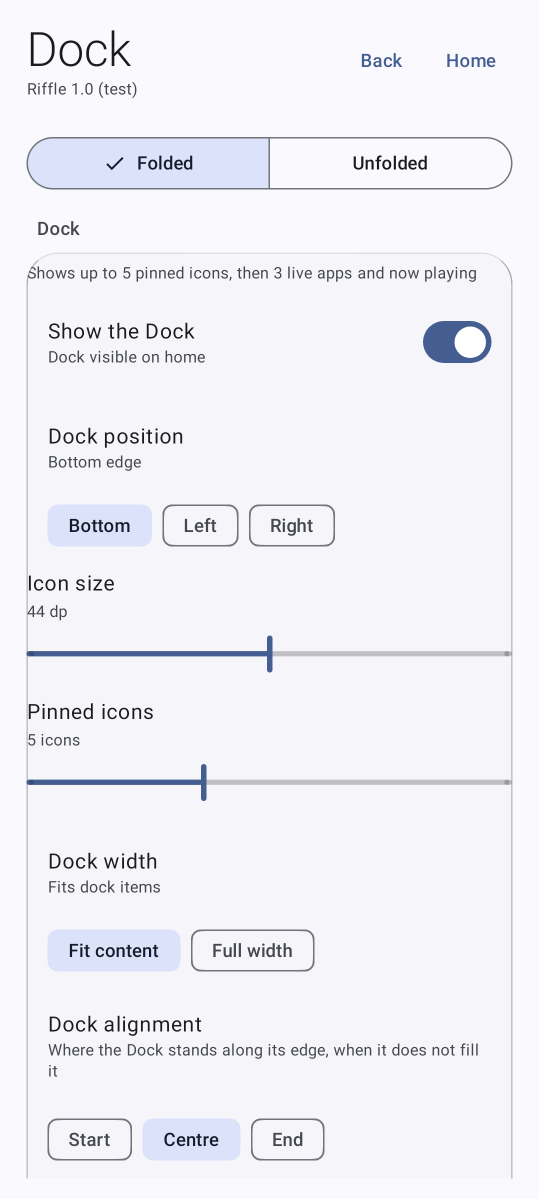 Dock
Riffle 1.0 (test)
Back
Home
Folded
Unfolded
Dock
Shows up to 5 pinned icons, then 3 live apps and now playing
Show the Dock
Dock visible on home
Dock position
Bottom edge
Bottom
Left
Right
Icon size
44 dp
Pinned icons
5 icons
Dock width
Fits dock items
Fit content
Full width
Dock alignment
Where the Dock stands along its edge, when it does not fill
it
Start
Centre
End